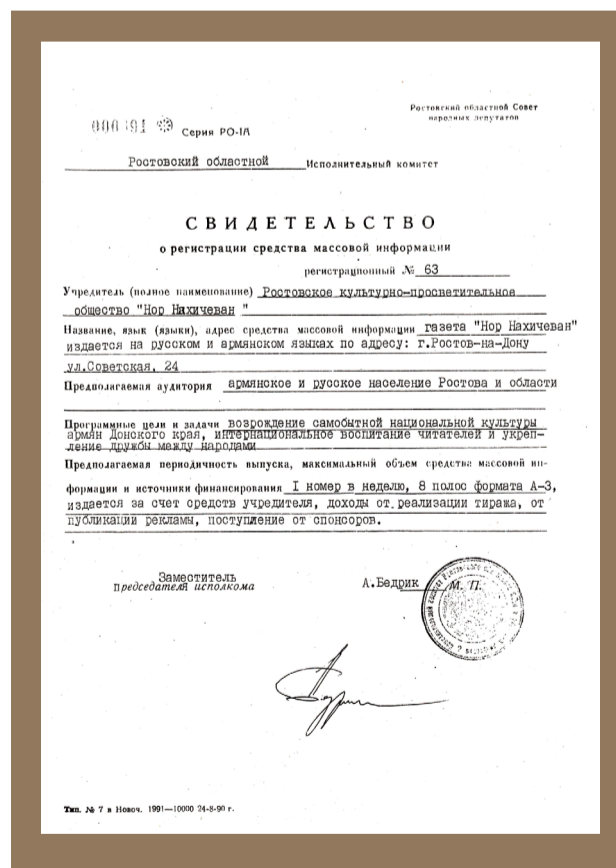 Ростовский областной Совет
народных депутатов
Серия РО-IA
Ростовский областной Исполнительный комитет
СВИДЕТЕЛЬСТВО
о регистрации средства массовой информации
регистрационный № 63
Учредитель (полное наименование) Ростовское культурно-просветительное
общество "Нор Нахичеван "
Название, язык (языки), адрес средства массовой информации газета "Нор Нахичеван"
издается на русском и армянском языках по адресу: г.Ростов-на-Дону
ул.Советская, 24
Предполагаемая аудитория армянское и русское население Ростова и области
Программные цели и задачи возрождение самобытной национальной культуры
армян Донского края, интернациональное воспитание читателей и укреп-
ление дружбы между народами
Предполагаемая периодичность выпуска, максимальный объем средства массовой ин-
формации и источники финансирования I номер в неделю, 8 полос формата А-3,
издается за счет средств учредителя, доходы от реализации тиража, от
публикации рекламы, поступление от спонсоров.
Заместитель
Председателя исполкома
А.Бедрик М. П.
Тип. № 7 в Новоч. 1991—10000 24-8-90 г.